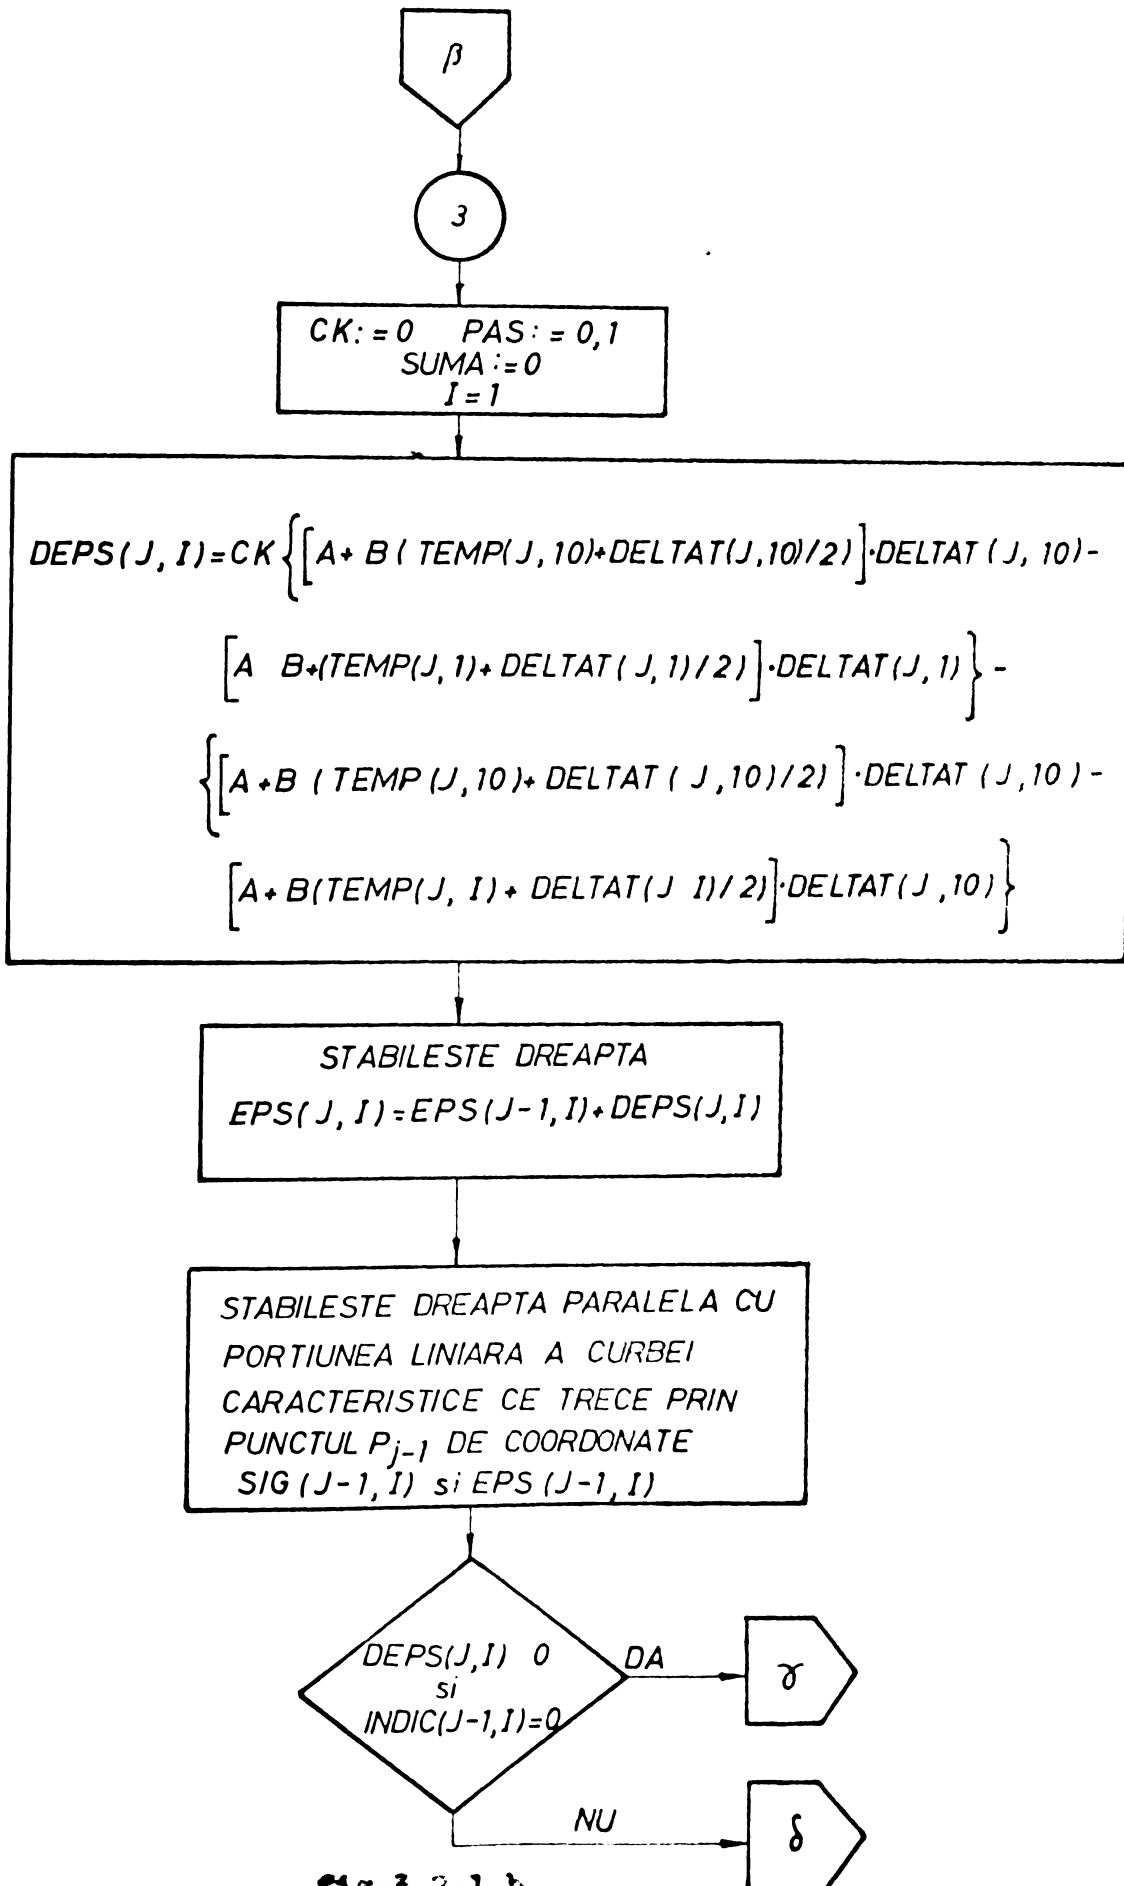 β
3
CK:=0 PAS:=0,1
SUMA:=0
I=1
DEPS(J,I)=CK{[A+B(TEMP(J,10)+DELTAT(J,10)/2)]·DELTAT(J,10)-
[A B+(TEMP(J,1)+DELTAT(J,1)/2)]·DELTAT(J,1)}-
{[A+B(TEMP(J,10)+DELTAT(J,10)/2)]·DELTAT(J,10)-
[A+B(TEMP(J,I)+DELTAT(J I)/2)]·DELTAT(J,10)}
STABILESTE DREAPTA
EPS(J,I)=EPS(J-1,I)+DEPS(J,I)
STABILESTE DREAPTA PARALELA CU
PORTIUNEA LINIARA A CURBEI
CARACTERISTICE CE TRECE PRIN
PUNCTUL Pj-1 DE COORDONATE
SIG(J-1,I) si EPS(J-1,I)
DEPS(J,I) 0
si
INDIC(J-1,I)=0
DA
γ
NU
δ